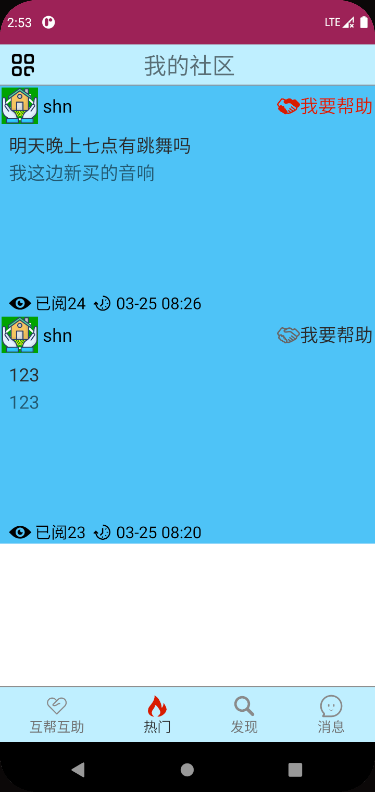 2:53 LTE
我的社区
shn 我要帮助
明天晚上七点有跳舞吗
我这边新买的音响
已阅24 03-25 08:26
shn 我要帮助
123
123
已阅23 03-25 08:20
互帮互助 热门 发现 消息